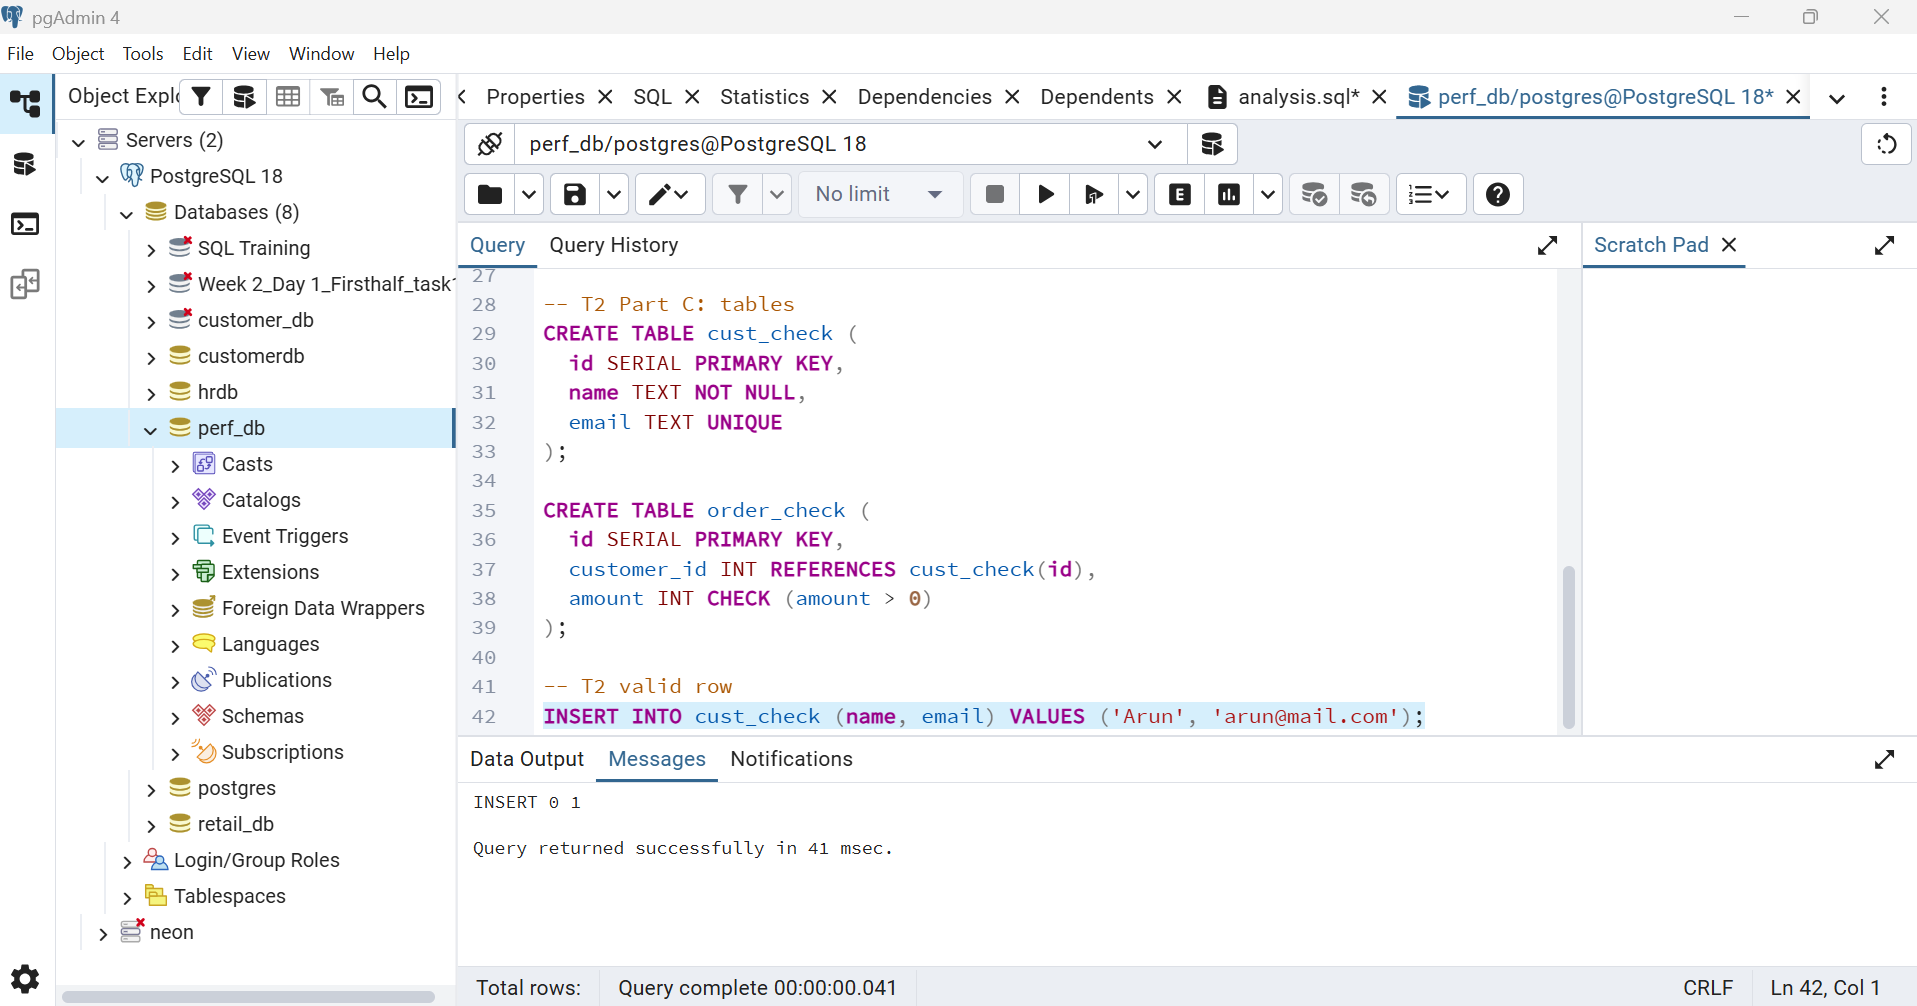 pgAdmin 4
File Object Tools Edit View Window Help
Object Explo
Properties SQL Statistics Dependencies Dependents analysis.sql* perf_db/postgres@PostgreSQL 18*
Servers (2)
PostgreSQL 18
Databases (8)
SQL Training
Week 2_Day 1_Firsthalf_task1
customer_db
customerdb
hrdb
perf_db
Casts
Catalogs
Event Triggers
Extensions
Foreign Data Wrappers
Languages
Publications
Schemas
Subscriptions
postgres
retail_db
Login/Group Roles
Tablespaces
neon
perf_db/postgres@PostgreSQL 18
No limit
E
Query Query History
Scratch Pad
27
28 -- T2 Part C: tables
29 CREATE TABLE cust_check (
30 id SERIAL PRIMARY KEY,
31 name TEXT NOT NULL,
32 email TEXT UNIQUE
33 );
34
35 CREATE TABLE order_check (
36 id SERIAL PRIMARY KEY,
37 customer_id INT REFERENCES cust_check(id),
38 amount INT CHECK (amount > 0)
39 );
40
41 -- T2 valid row
42 INSERT INTO cust_check (name, email) VALUES ('Arun', 'arun@mail.com');
Data Output Messages Notifications
INSERT 0 1
Query returned successfully in 41 msec.
Total rows: Query complete 00:00:00.041 CRLF Ln 42, Col 1